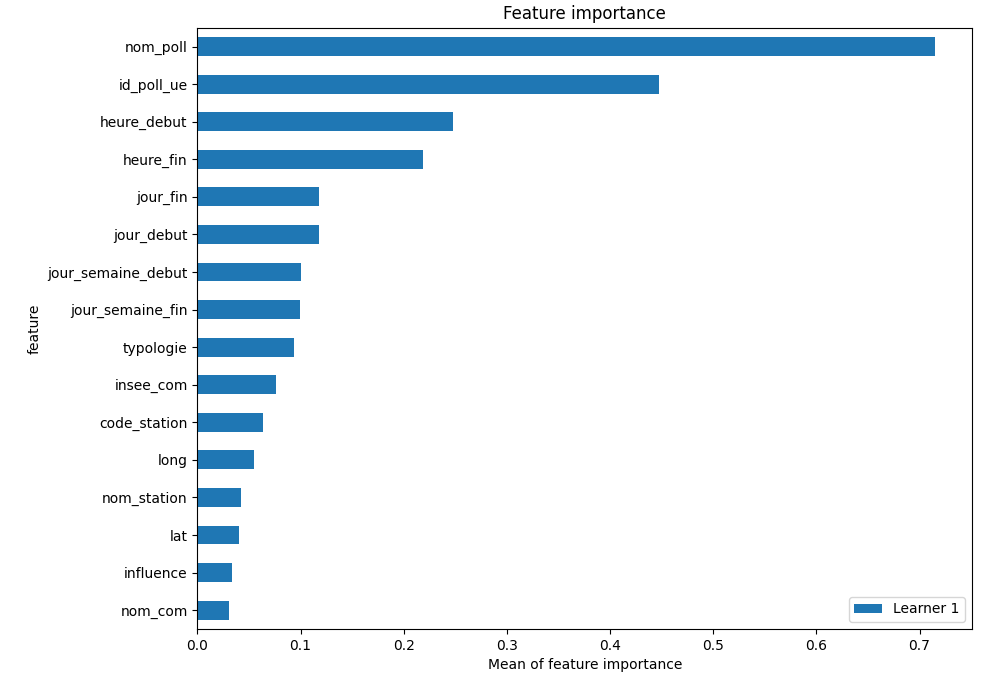 Feature importance
nom_poll
id_poll_ue
heure_debut
heure_fin
jour_fin
jour_debut
jour_semaine_debut
jour_semaine_fin
typologie
insee_com
code_station
long
nom_station
lat
influence
nom_com
feature
Learner 1
0.0 0.1 0.2 0.3 0.4 0.5 0.6 0.7
Mean of feature importance